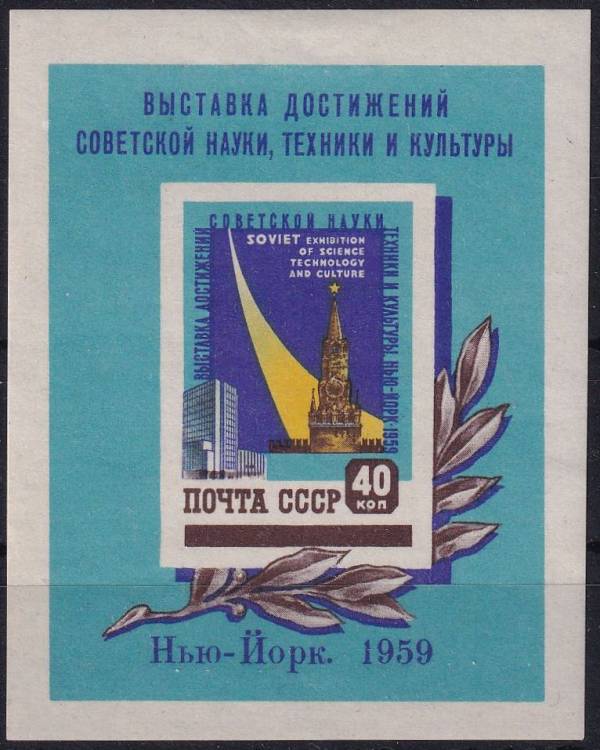 ВЫСТАВКА ДОСТИЖЕНИЙ
СОВЕТСКОЙ НАУКИ, ТЕХНИКИ И КУЛЬТУРЫ
ВЫСТАВКА ДОСТИЖЕНИЙ
СОВЕТСКОЙ НАУКИ
ТЕХНИКИ И КУЛЬТУРЫ. НЬЮ-ЙОРК·1959
SOVIET EXHIBITION
OF SCIENCE
TECHNOLOGY
AND CULTURE
ПОЧТА СССР
40
КОП
Нью-Йорк. 1959